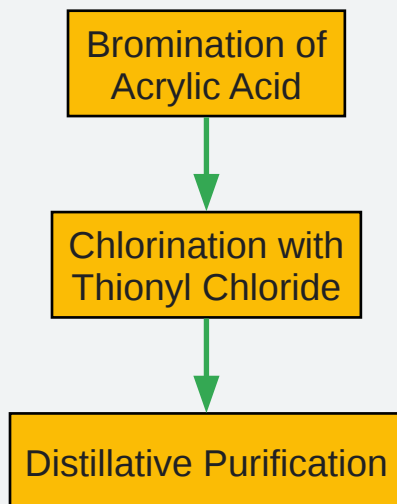 Bromination of
Acrylic Acid
Chlorination with
Thionyl Chloride
Distillative Purification